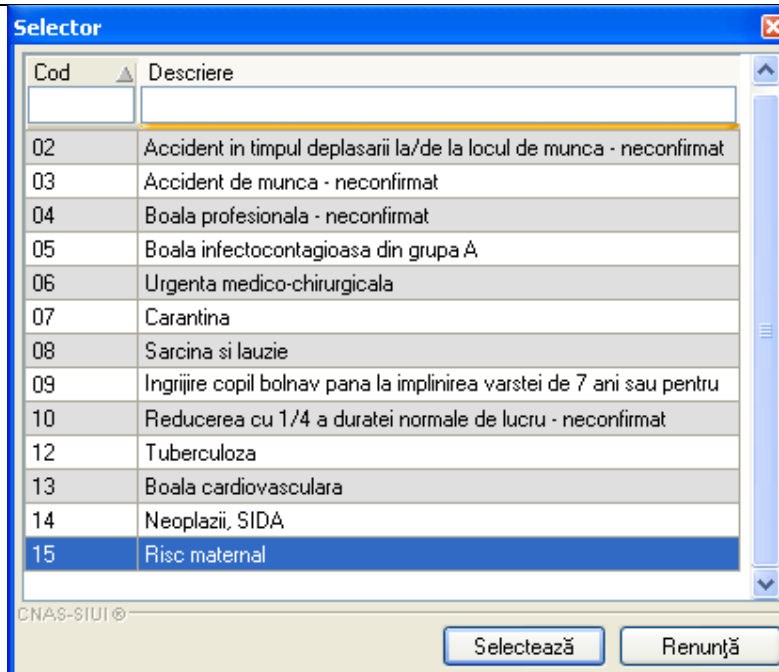 Selector
Cod Descriere
02 Accident in timpul deplasarii la/de la locul de munca - neconfirmat
03 Accident de munca - neconfirmat
04 Boala profesionala - neconfirmat
05 Boala infectocontagioasa din grupa A
06 Urgenta medico-chirurgicala
07 Carantina
08 Sarcina si lauzie
09 Ingrijire copil bolnav pana la implinirea varstei de 7 ani sau pentru
10 Reducerea cu 1/4 a duratei normale de lucru - neconfirmat
12 Tuberculoza
13 Boala cardiovasculara
14 Neoplazii, SIDA
15 Risc maternal
CNAS-SIUI®
Selectează Renunţă